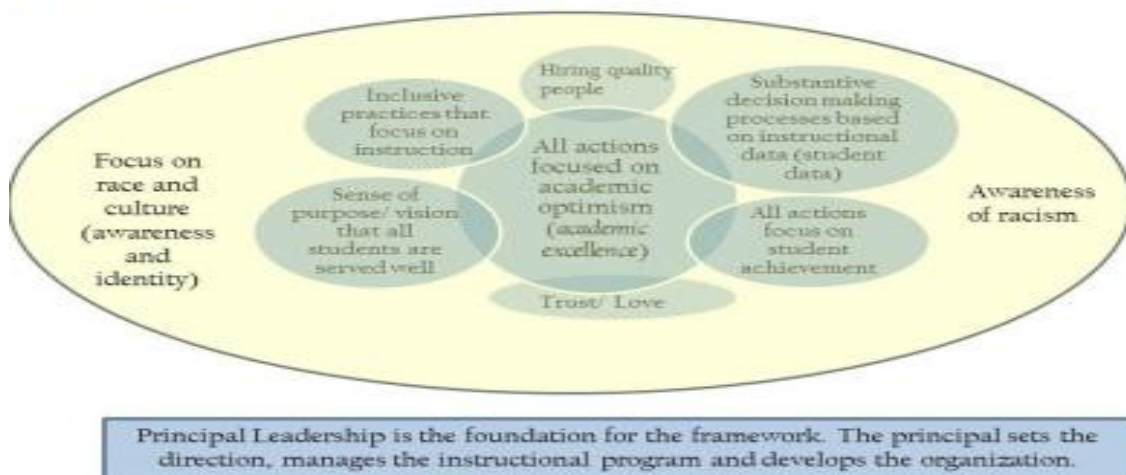 Hiring quality
people
Inclusive
practices that
focus on
instruction
Substantive
decision making
processes based
on instructional
data (student
data)
Focus on
race and
culture
(awareness
and
identity)
All actions
focused on
academic
optimism
(academic
excellence)
Awareness
of racism
Sense of
purpose/ vision
that all
students are
served well
All actions
focus on
student
achievement
Trust/ Love
Principal Leadership is the foundation for the framework. The principal sets the
direction, manages the instructional program and develops the organization.